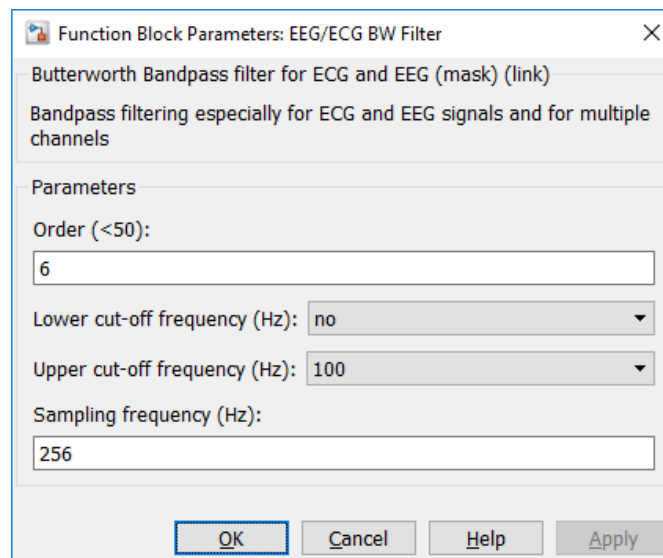 Function Block Parameters: EEG/ECG BW Filter
Butterworth Bandpass filter for ECG and EEG (mask) (link)
Bandpass filtering especially for ECG and EEG signals and for multiple
channels
Parameters
Order (<50):
6
Lower cut-off frequency (Hz): no
Upper cut-off frequency (Hz): 100
Sampling frequency (Hz):
256
OK Cancel Help Apply